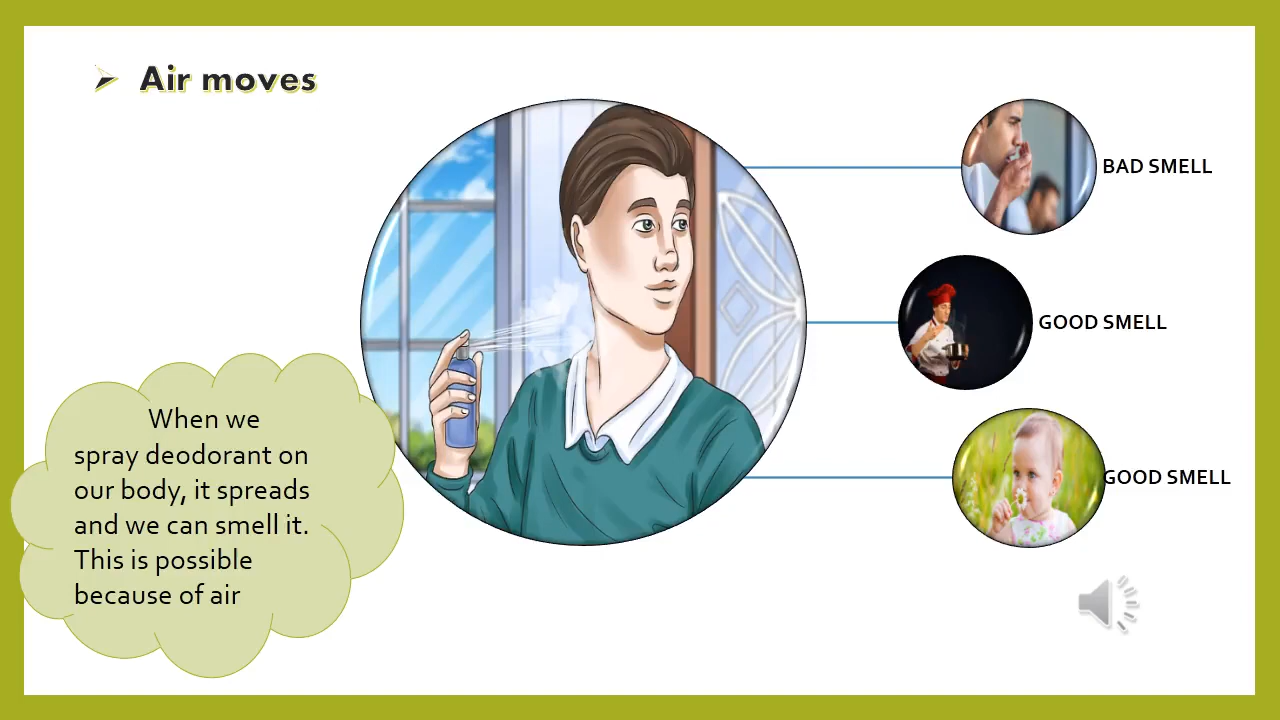 Air moves
BAD SMELL
GOOD SMELL
GOOD SMELL
When we
spray deodorant on
our body, it spreads
and we can smell it.
This is possible
because of air